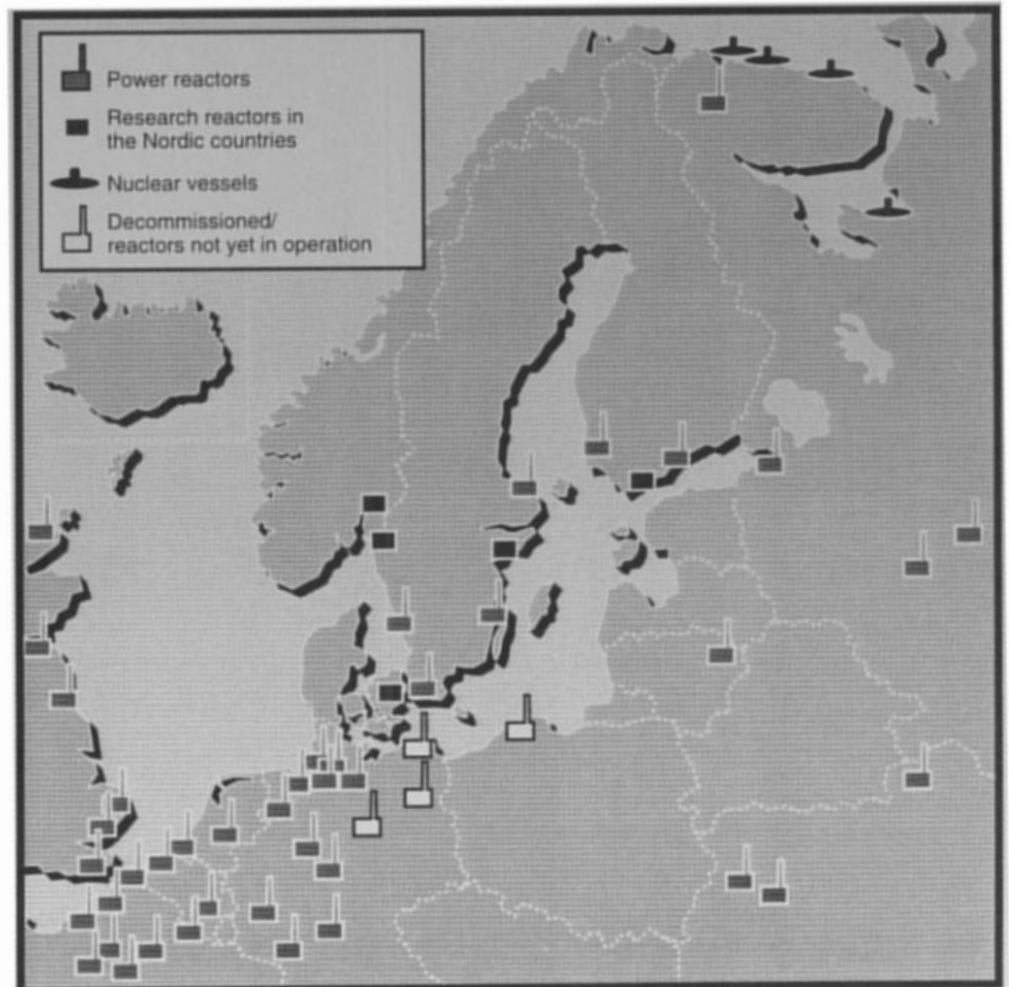 Power reactors
Research reactors in
the Nordic countries
Nuclear vessels
Decommissioned/
reactors not yet in operation